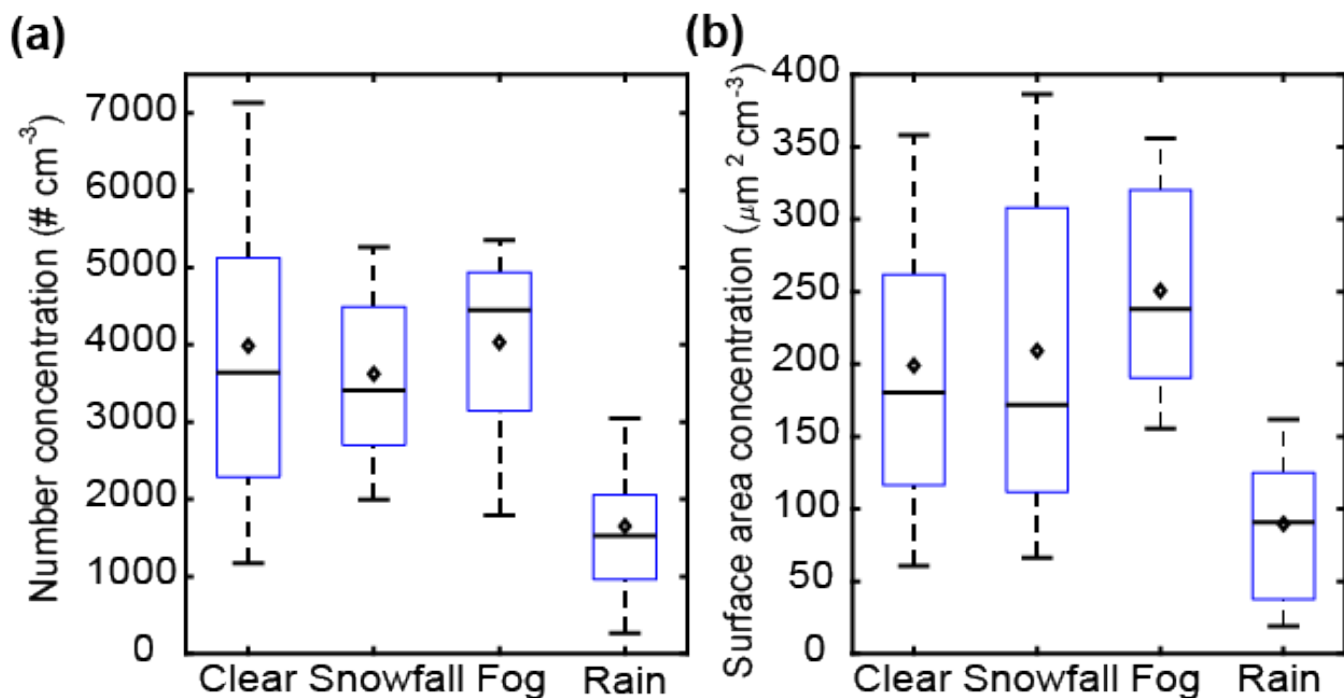 (a)
Number concentration (# cm⁻³)
7000
6000
5000
4000
3000
2000
1000
0
Clear Snowfall Fog Rain
(b)
Surface area concentration (μm² cm⁻³)
400
350
300
250
200
150
100
50
0
Clear Snowfall Fog Rain